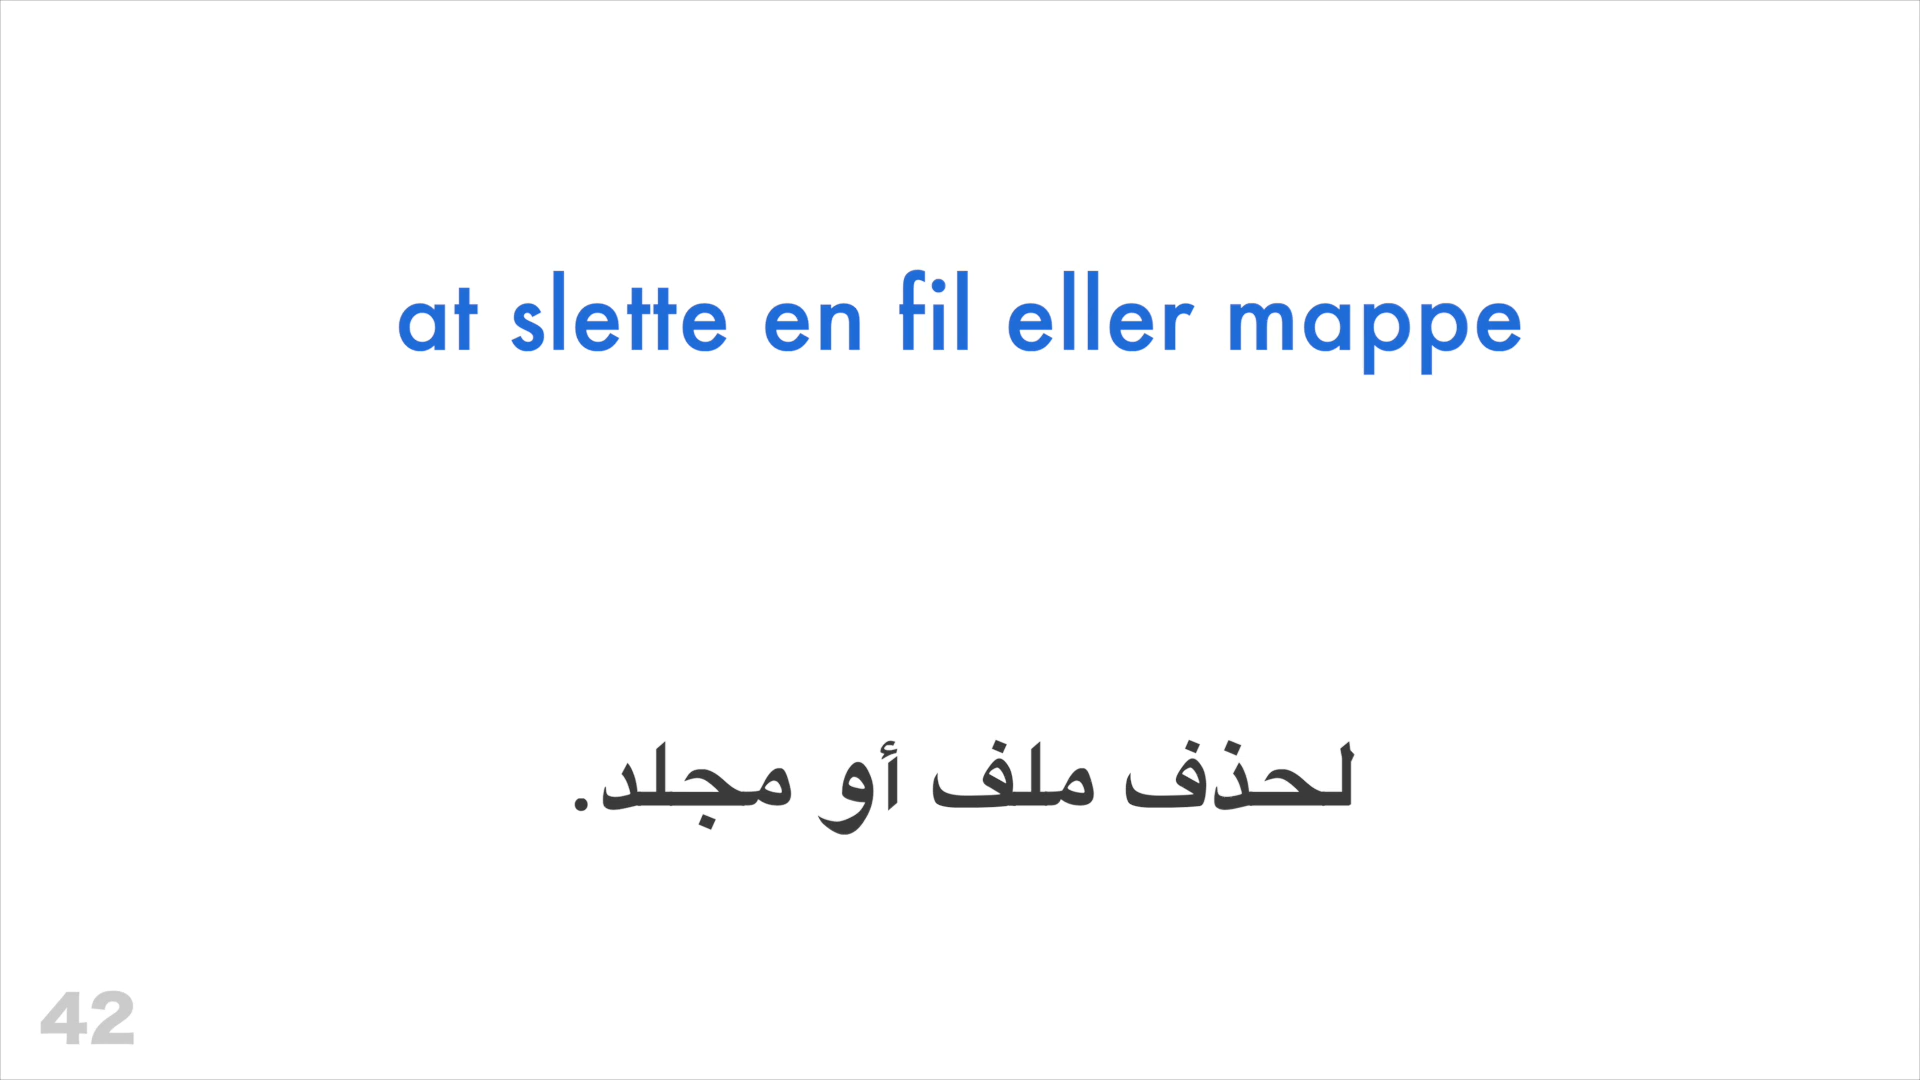 at slette en fil eller mappe
لحذف ملف أو مجلد.
42